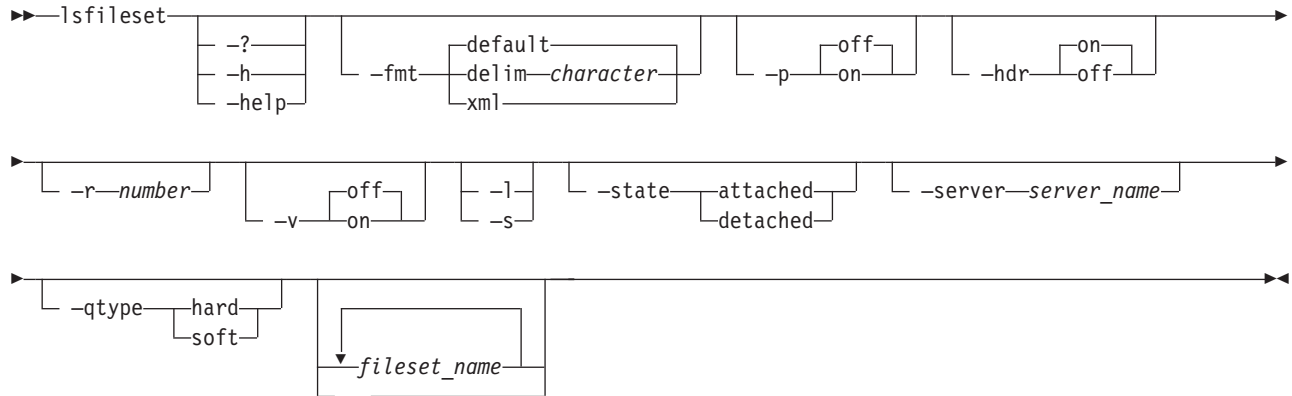 lsfileset
–? –fmt default –p off –hdr on
–h delim character on off
–help xml
–r number –v off –l –state attached –server server_name
on –s detached
–qtype hard
soft
fileset_name